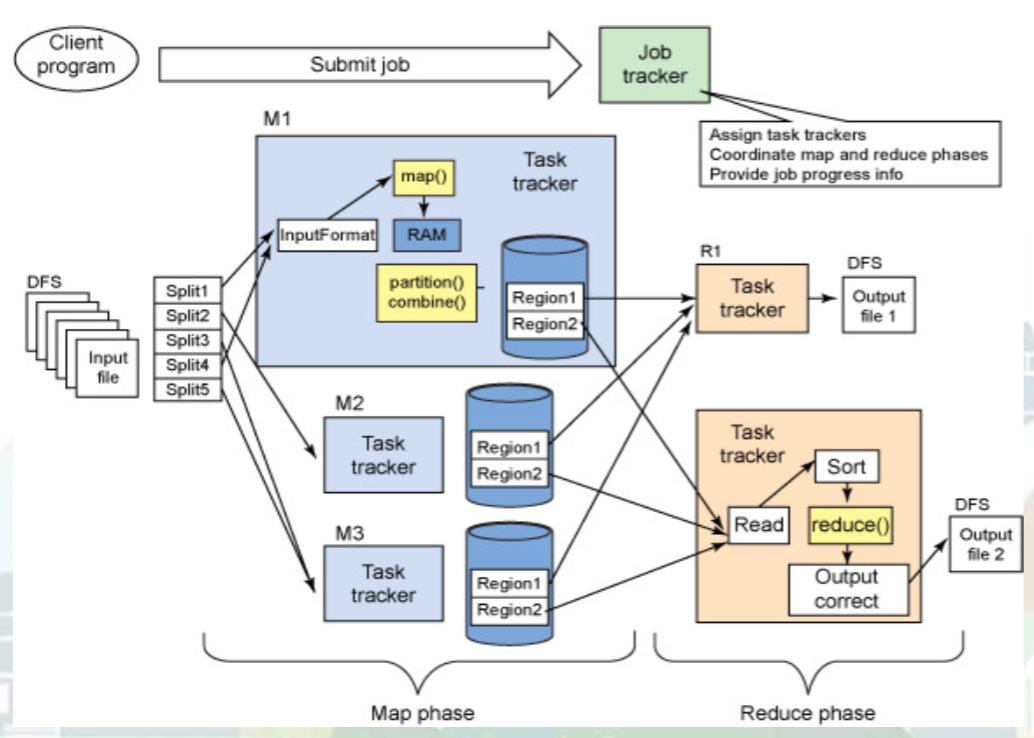 Client
program
Submit job
Job
tracker
Assign task trackers
Coordinate map and reduce phases
Provide job progress info
M1
Task
tracker
map()
InputFormat
RAM
partition()
combine()
Region1
Region2
DFS
Input
file
Split1
Split2
Split3
Split4
Split5
M2
Task
tracker
Region1
Region2
M3
Task
tracker
Region1
Region2
R1
Task
tracker
DFS
Output
file 1
Task
tracker
Sort
Read
reduce()
Output
correct
DFS
Output
file 2
Map phase
Reduce phase